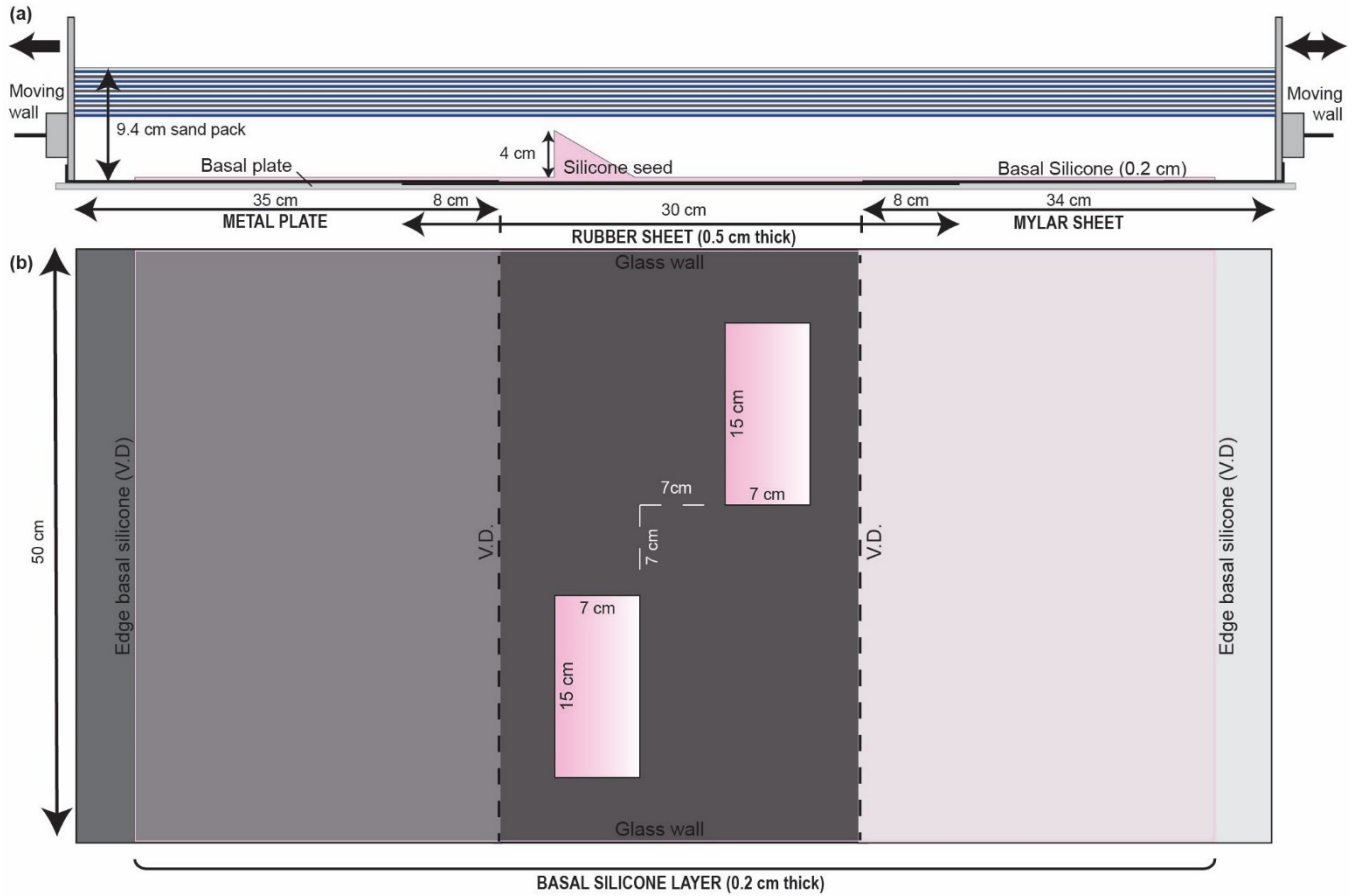 (a)
Moving
wall
9.4 cm sand pack
Moving
wall
4 cm
Silicone seed
Basal plate
Basal Silicone (0.2 cm)
35 cm
8 cm
30 cm
8 cm
34 cm
METAL PLATE
MYLAR SHEET
RUBBER SHEET (0.5 cm thick)
(b)
Glass wall
50 cm
Edge basal silicone (V.D)
V.D.
15 cm
7 cm
7cm
7 cm
7 cm
15 cm
V.D.
Edge basal silicone (V.D)
Glass wall
BASAL SILICONE LAYER (0.2 cm thick)